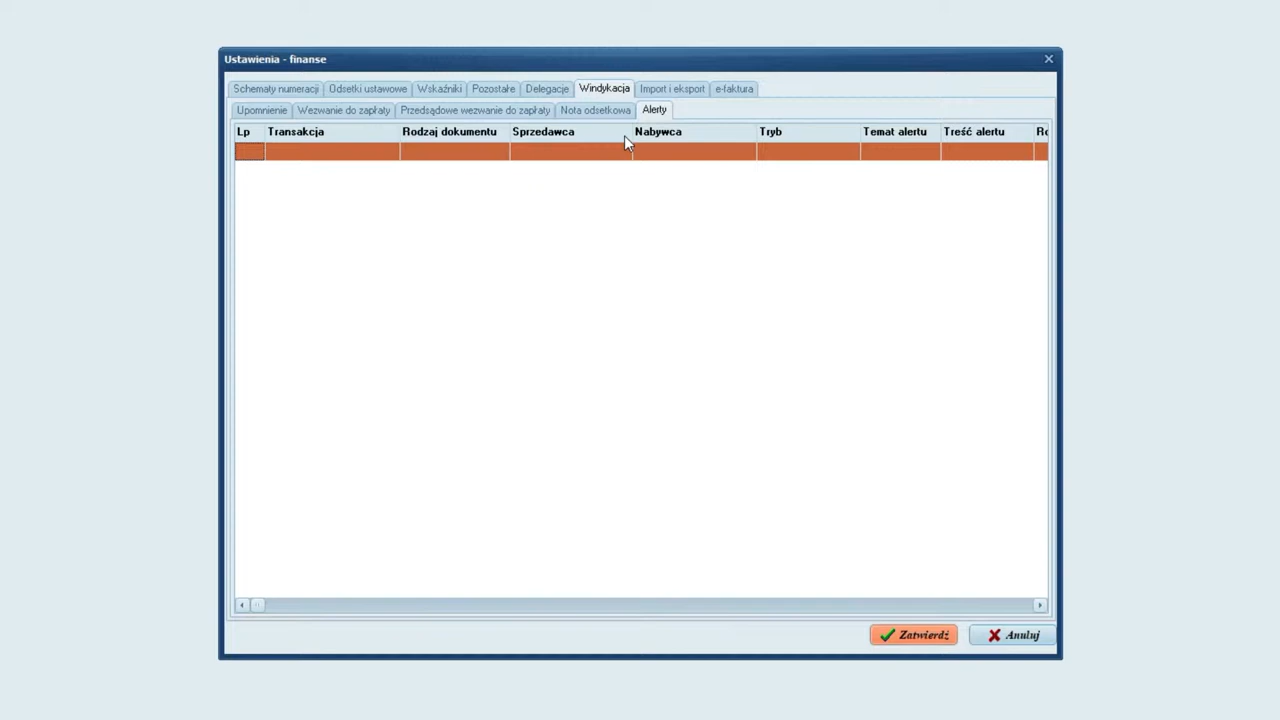 Ustawienia - finanse
Schematy numeracji Odsetki ustawowe Wskaźniki Pozostałe Delegacje Windykacja Import i eksport e-faktura
Upomnienie Wezwanie do zapłaty Przedsądowe wezwanie do zapłaty Nota odsetkowa Alerty
Lp Transakcja Rodzaj dokumentu Sprzedawca Nabywca Tryb Temat alertu Treść alertu
Zatwierdź Anuluj